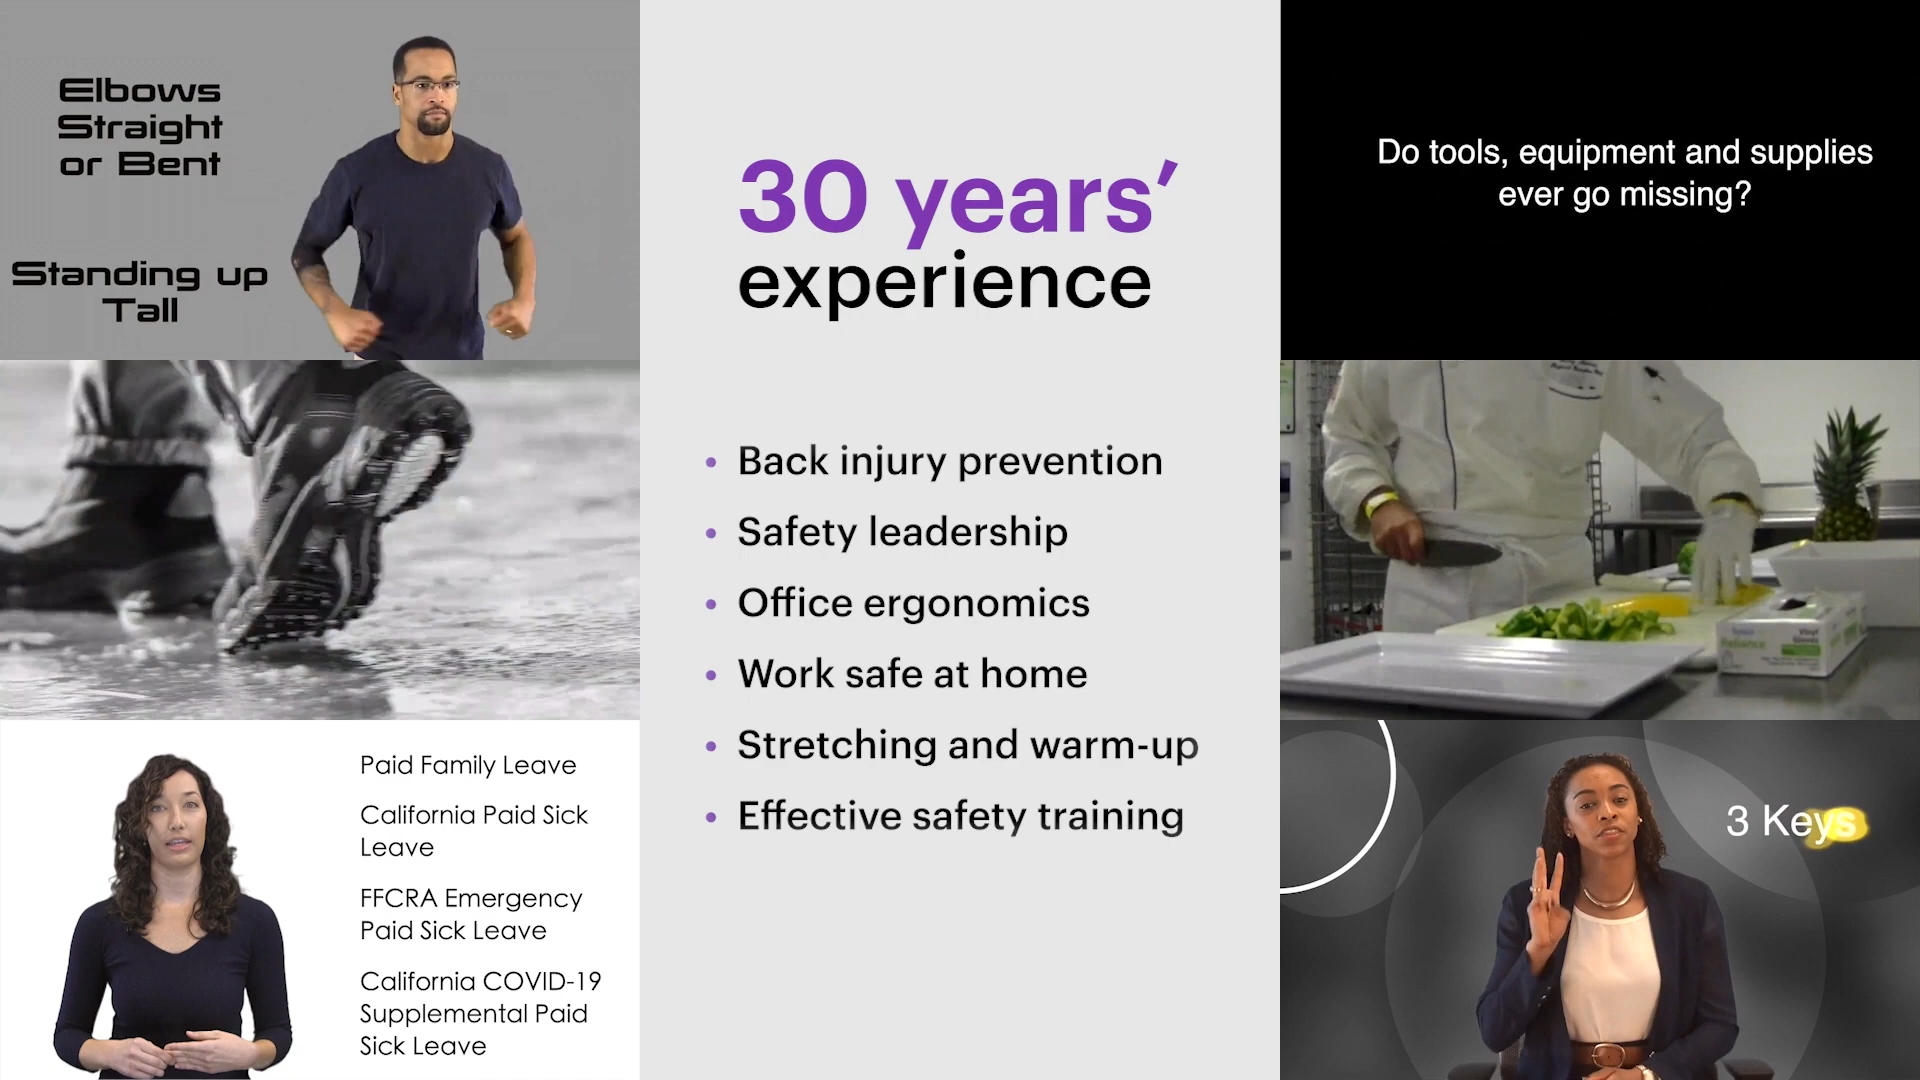 Elbows
Straight
or Bent
Standing up
Tall
Paid Family Leave
California Paid Sick
Leave
FFCRA Emergency
Paid Sick Leave
California COVID-19
Supplemental Paid
Sick Leave
30 years’
experience
• Back injury prevention
• Safety leadership
• Office ergonomics
• Work safe at home
• Stretching and warm-up
• Effective safety training
Do tools, equipment and supplies
ever go missing?
Vinyl
Gloves
Reliance
3 Keys